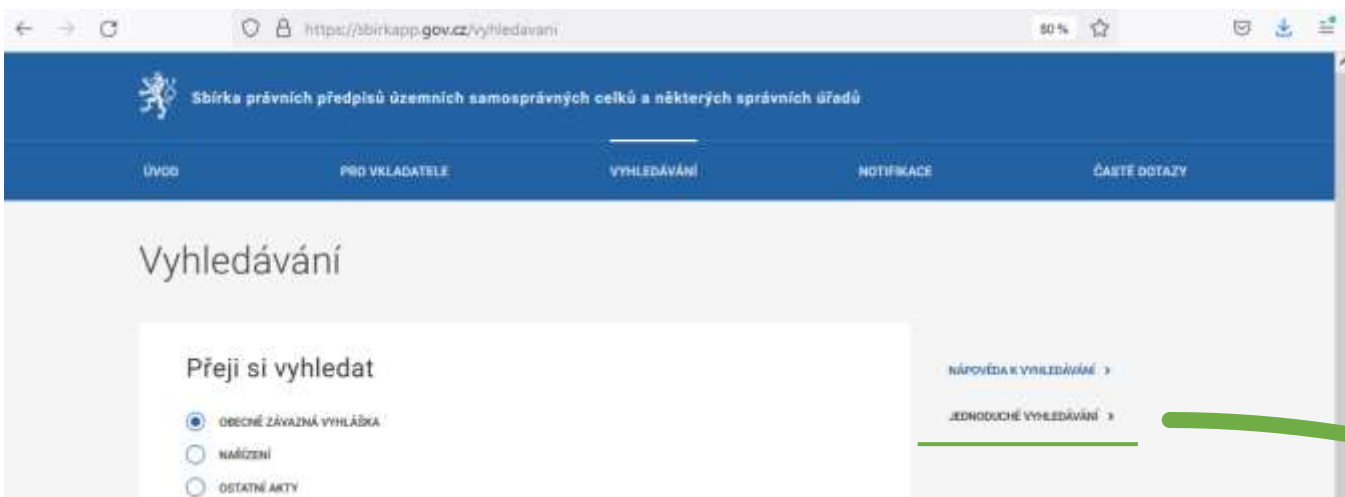 https://sbirkapp.gov.cz/vyhledavani
80 %
Sbírka právních předpisů územních samosprávných celků a některých správních úřadů
ÚVOD
PRO VKLADATELE
VYHLEDÁVÁNÍ
NOTIFIKACE
ČASTÉ DOTAZY
Vyhledávání
Přeji si vyhledat
OBECNĚ ZÁVAZNÁ VYHLÁŠKA
NAŘÍZENÍ
OSTATNÍ AKTY
NÁPOVĚDA K VYHLEDÁVÁNÍ
JEDNODUCHÉ VYHLEDÁVÁNÍ